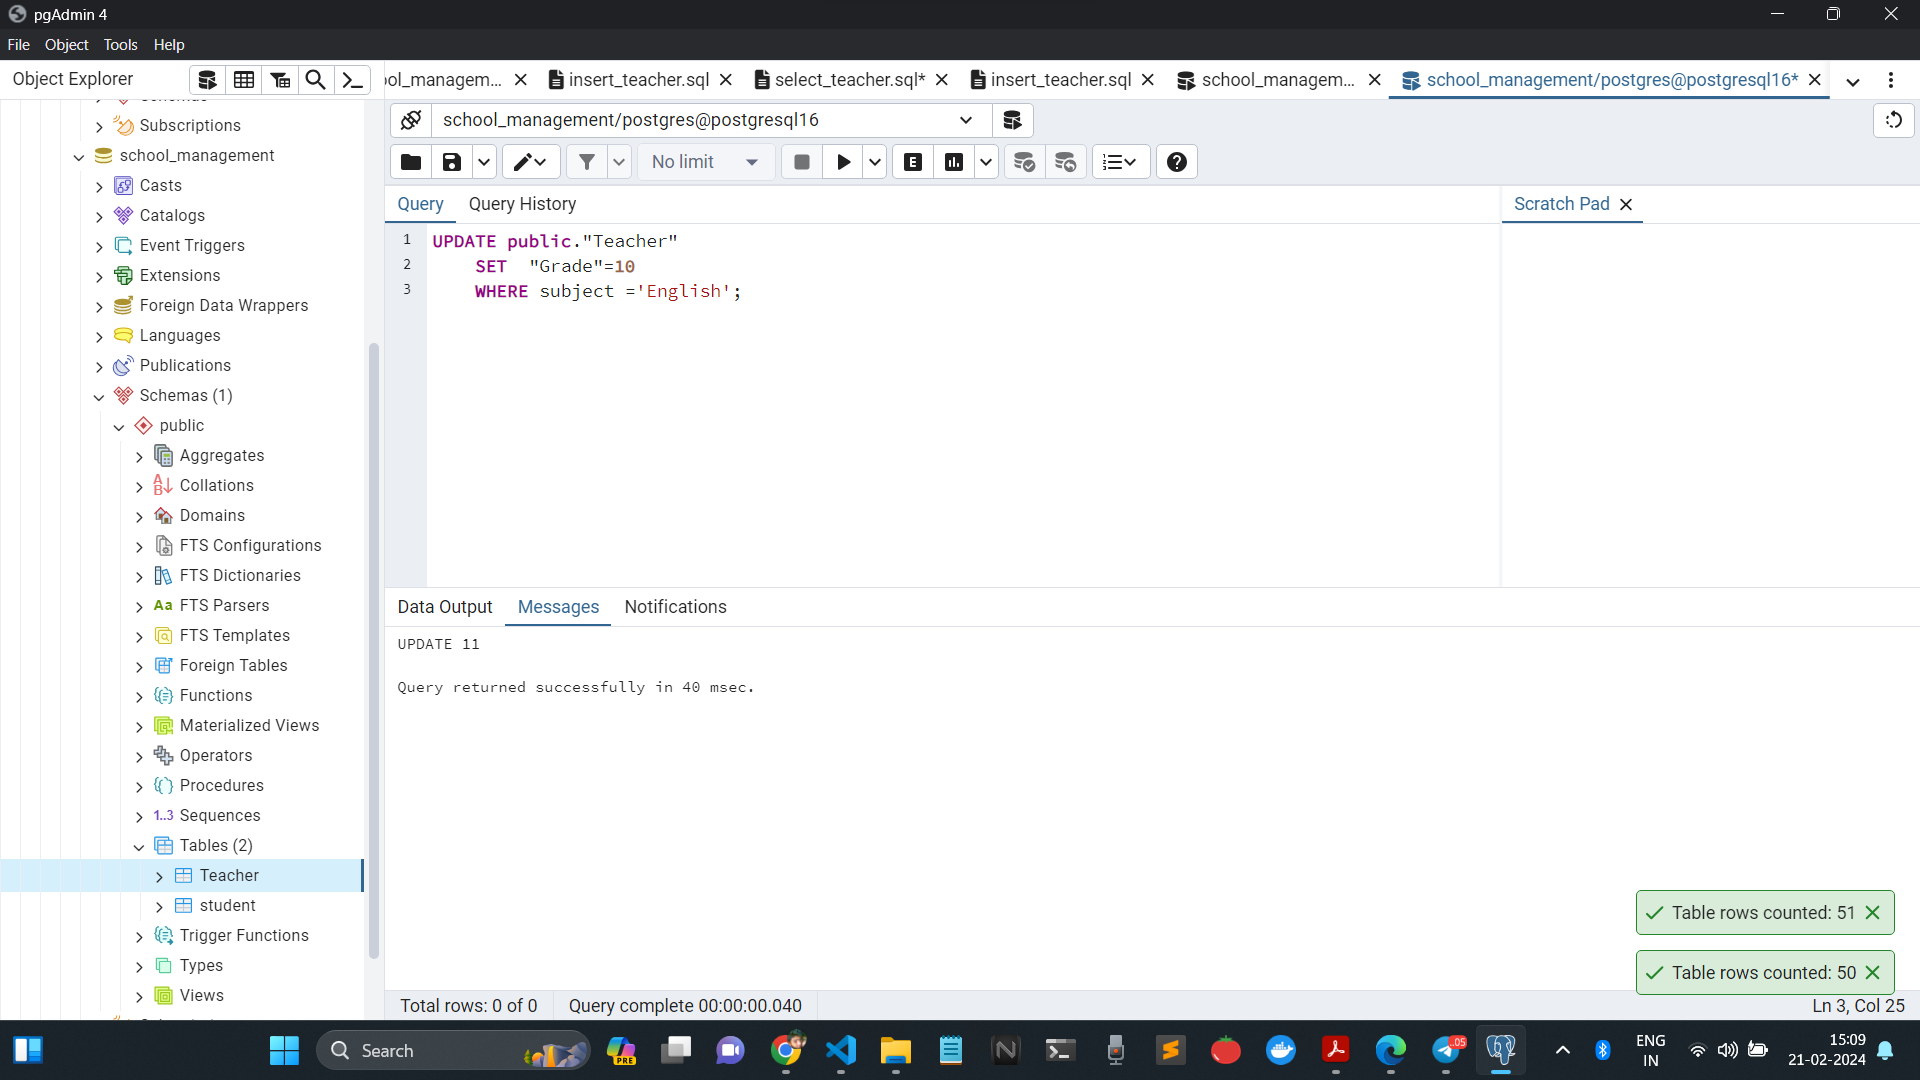 pgAdmin 4
File Object Tools Help
Object Explorer
ool_managem... insert_teacher.sql select_teacher.sql* insert_teacher.sql school_managem... school_management/postgres@postgresql16*
school_management/postgres@postgresql16
No limit
E
Query Query History
Scratch Pad
1 UPDATE public."Teacher"
2 SET "Grade"=10
3 WHERE subject ='English';
Subscriptions
school_management
Casts
Catalogs
Event Triggers
Extensions
Foreign Data Wrappers
Languages
Publications
Schemas (1)
public
Aggregates
Collations
Domains
FTS Configurations
FTS Dictionaries
Aa FTS Parsers
FTS Templates
Foreign Tables
Functions
Materialized Views
Operators
Procedures
1..3 Sequences
Tables (2)
Teacher
student
Trigger Functions
Types
Views
Data Output Messages Notifications
UPDATE 11
Query returned successfully in 40 msec.
Table rows counted: 51
Table rows counted: 50
Total rows: 0 of 0 Query complete 00:00:00.040
Ln 3, Col 25
Search
PRE
.05
ENG
IN
15:09
21-02-2024